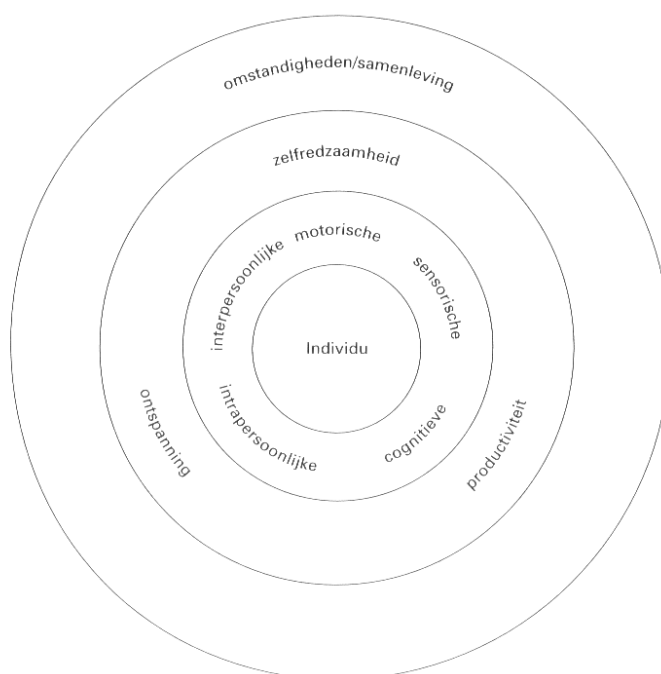 omstandigheden/samenleving
zelfredzaamheid
motorische
interpersoonlijke
sensorische
Individu
ontspanning
intrapersoonlijke
cognitieve
productiviteit